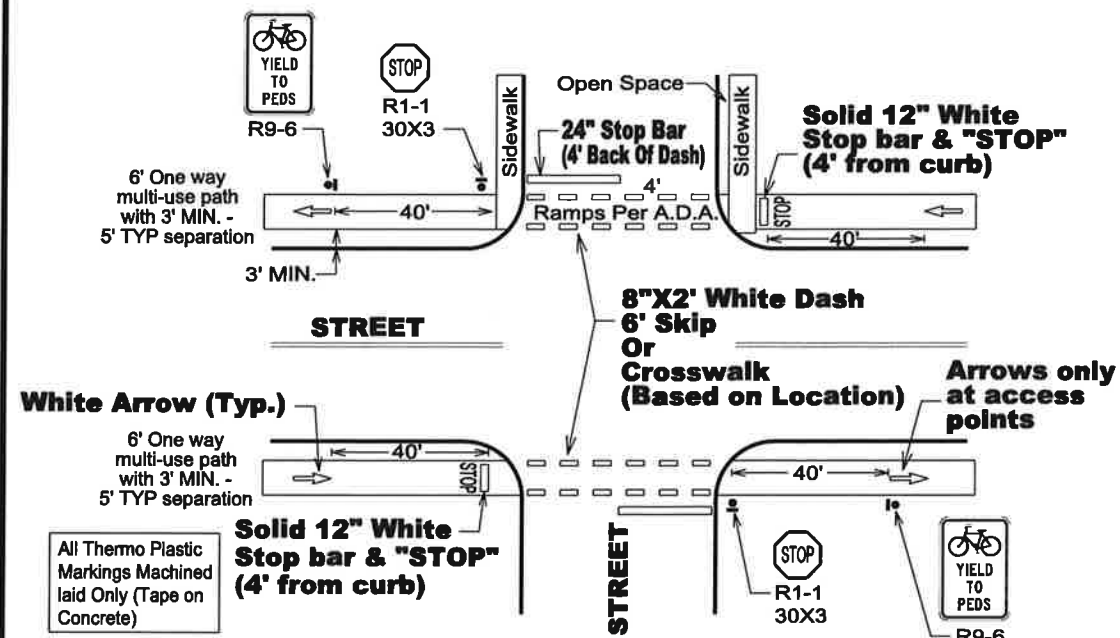 YIELD
TO
PEDS
R9-6
STOP
R1-1
30X3
Sidewalk
Open Space
24" Stop Bar
(4' Back Of Dash)
Sidewalk
Solid 12" White
Stop bar & "STOP"
(4' from curb)
6' One way
multi-use path
with 3' MIN. -
5' TYP separation
40'
4'
Ramps Per A.D.A.
STOP
40'
3' MIN.
STREET
8"X2' White Dash
6' Skip
Or
Crosswalk
(Based on Location)
Arrows only
at access
points
White Arrow (Typ.)
6' One way
multi-use path
with 3' MIN. -
5' TYP separation
40'
STOP
40'
Solid 12" White
Stop bar & "STOP"
(4' from curb)
All Thermo Plastic
Markings Machined
laid Only (Tape on
Concrete)
STREET
STOP
R1-1
30X3
YIELD
TO
PEDS
R9-6